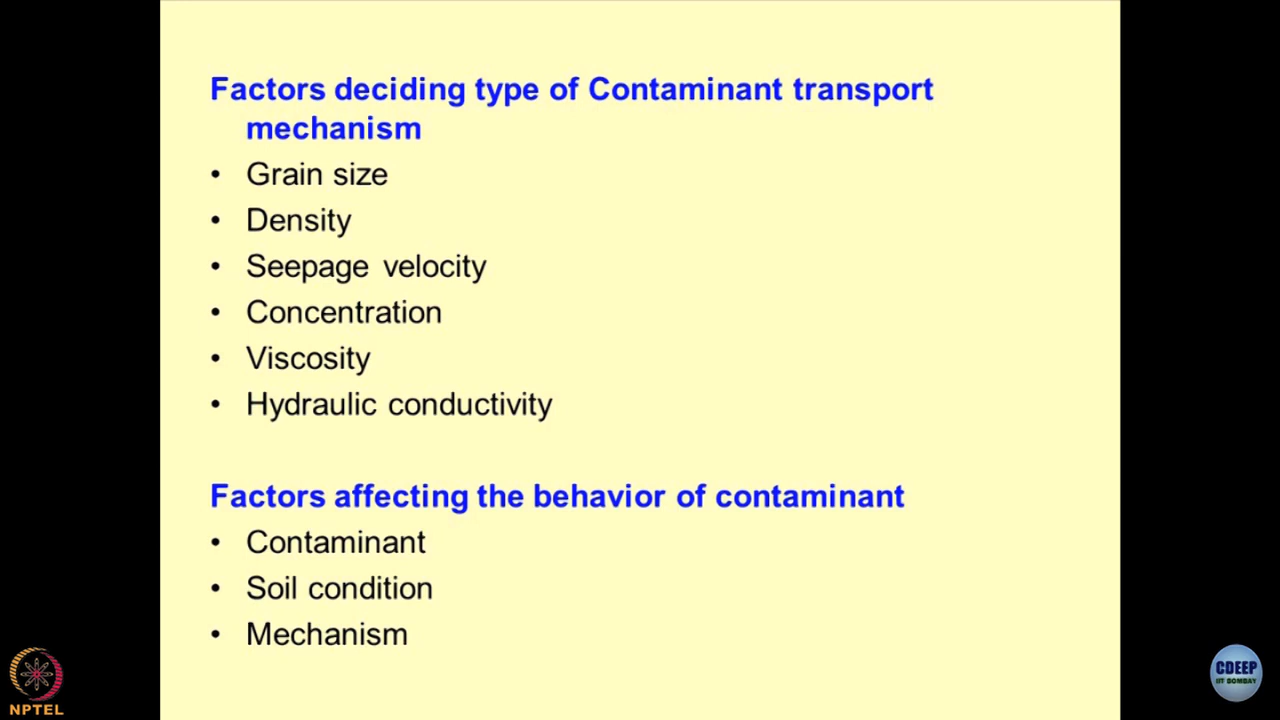 Factors deciding type of Contaminant transport
mechanism
• Grain size
• Density
• Seepage velocity
• Concentration
• Viscosity
• Hydraulic conductivity
Factors affecting the behavior of contaminant
• Contaminant
• Soil condition
• Mechanism
NPTEL
CDEEP
IIT BOMBAY